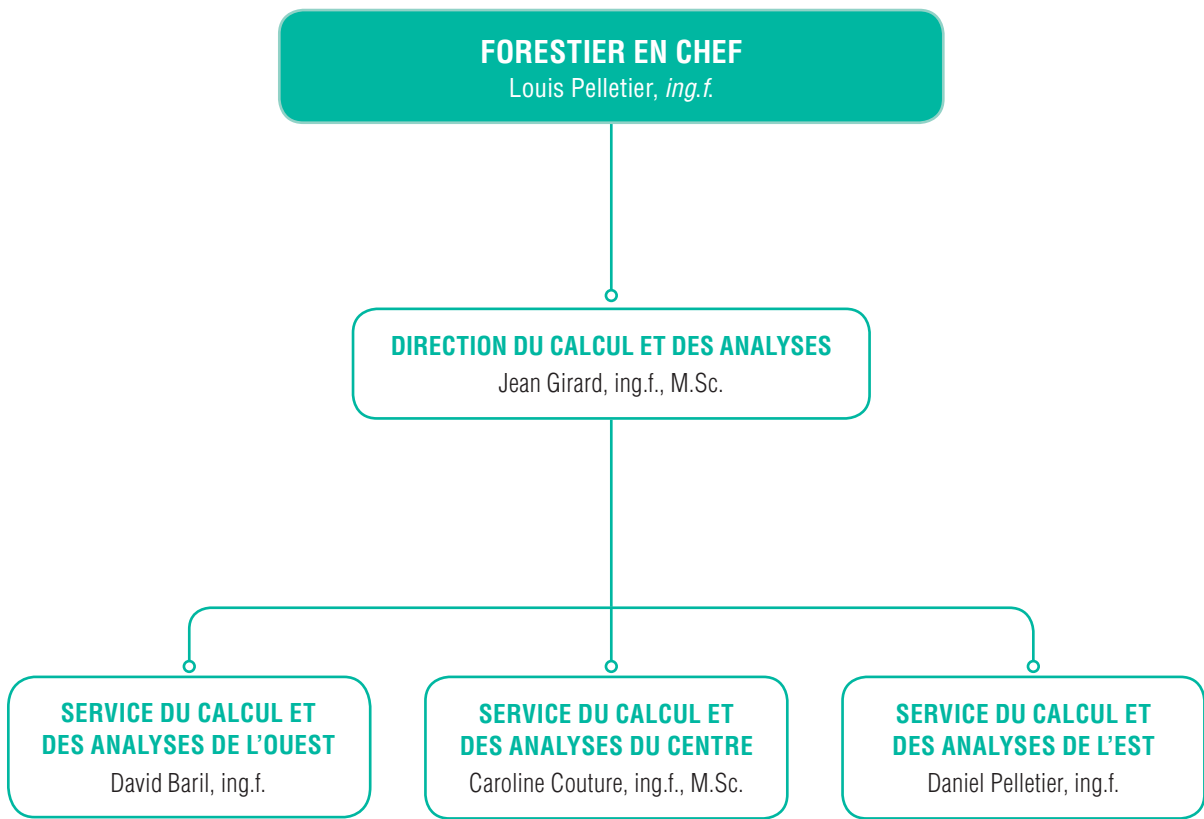 FORESTIER EN CHEF
Louis Pelletier, ing.f.
DIRECTION DU CALCUL ET DES ANALYSES
Jean Girard, ing.f., M.Sc.
SERVICE DU CALCUL ET
DES ANALYSES DE L’OUEST
David Baril, ing.f.
SERVICE DU CALCUL ET
DES ANALYSES DU CENTRE
Caroline Couture, ing.f., M.Sc.
SERVICE DU CALCUL ET
DES ANALYSES DE L’EST
Daniel Pelletier, ing.f.